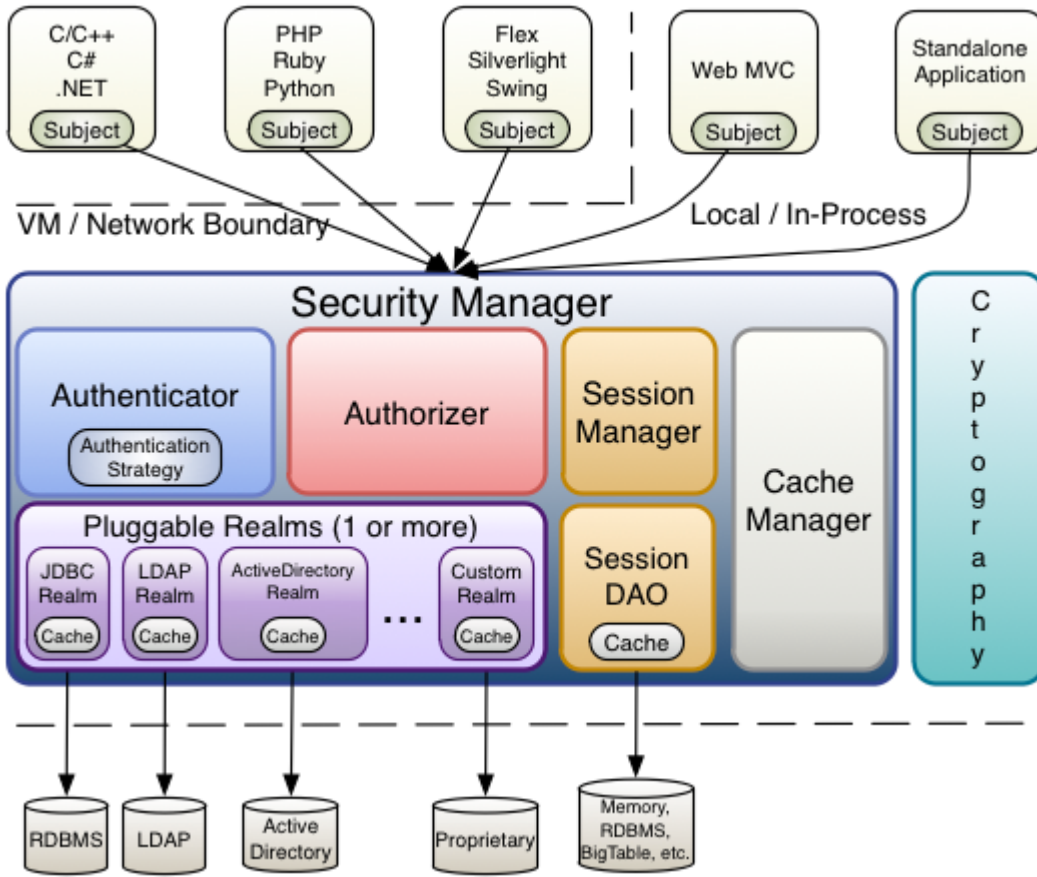 C/C++
C#
.NET
Subject
PHP
Ruby
Python
Subject
Flex
Silverlight
Swing
Subject
Web MVC
Subject
Standalone
Application
Subject
VM / Network Boundary
Local / In-Process
Security Manager
Authenticator
Authentication
Strategy
Authorizer
Session
Manager
Cache
Manager
Pluggable Realms (1 or more)
JDBC
Realm
Cache
LDAP
Realm
Cache
ActiveDirectory
Realm
Cache
...
Custom
Realm
Cache
Session
DAO
Cache
C
r
y
p
t
o
g
r
a
p
h
y
RDBMS
LDAP
Active
Directory
Proprietary
Memory,
RDBMS,
BigTable, etc.